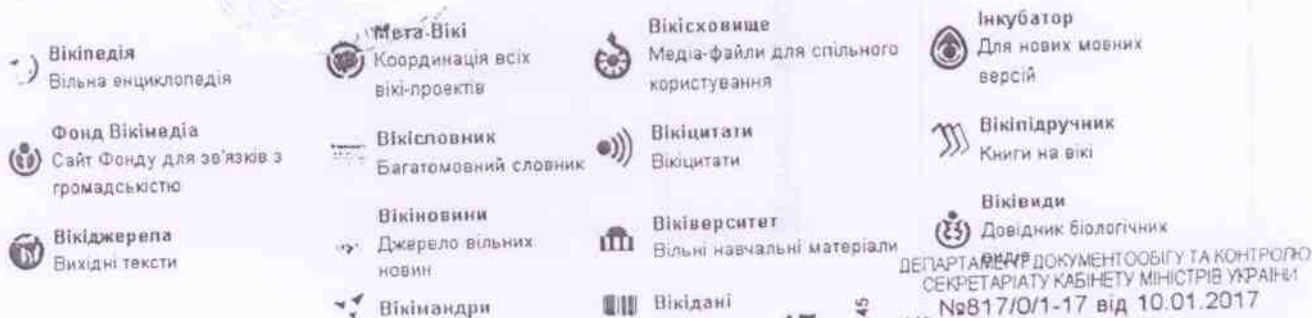 Вікіпедія
Вільна енциклопедія
Фонд Вікімедіа
Сайт Фонду для зв'язків з
громадськістю
Вікіджерела
Вихідні тексти
Мета-Вікі
Координація всіх
вікі-проектів
Вікісловник
Багатомовний словник
Вікіновини
Джерело вільних
новин
Вікімандри
Вікісховище
Медіа-файли для спільного
користування
Вікіцитати
Вікіцитати
Віківерситет
Вільні навчальні матеріали
Вікідані
Інкубатор
Для нових мовних
версій
Вікіпідручник
Книги на вікі
Віківиди
Довідник біологічних
видів
ДЕПАРТАМЕНТ ДОКУМЕНТООБІГУ ТА КОНТРОЛЮ
СЕКРЕТАРІАТУ КАБІНЕТУ МІНІСТРІВ УКРАЇНИ
№817/0/1-17 від 10.01.2017
45